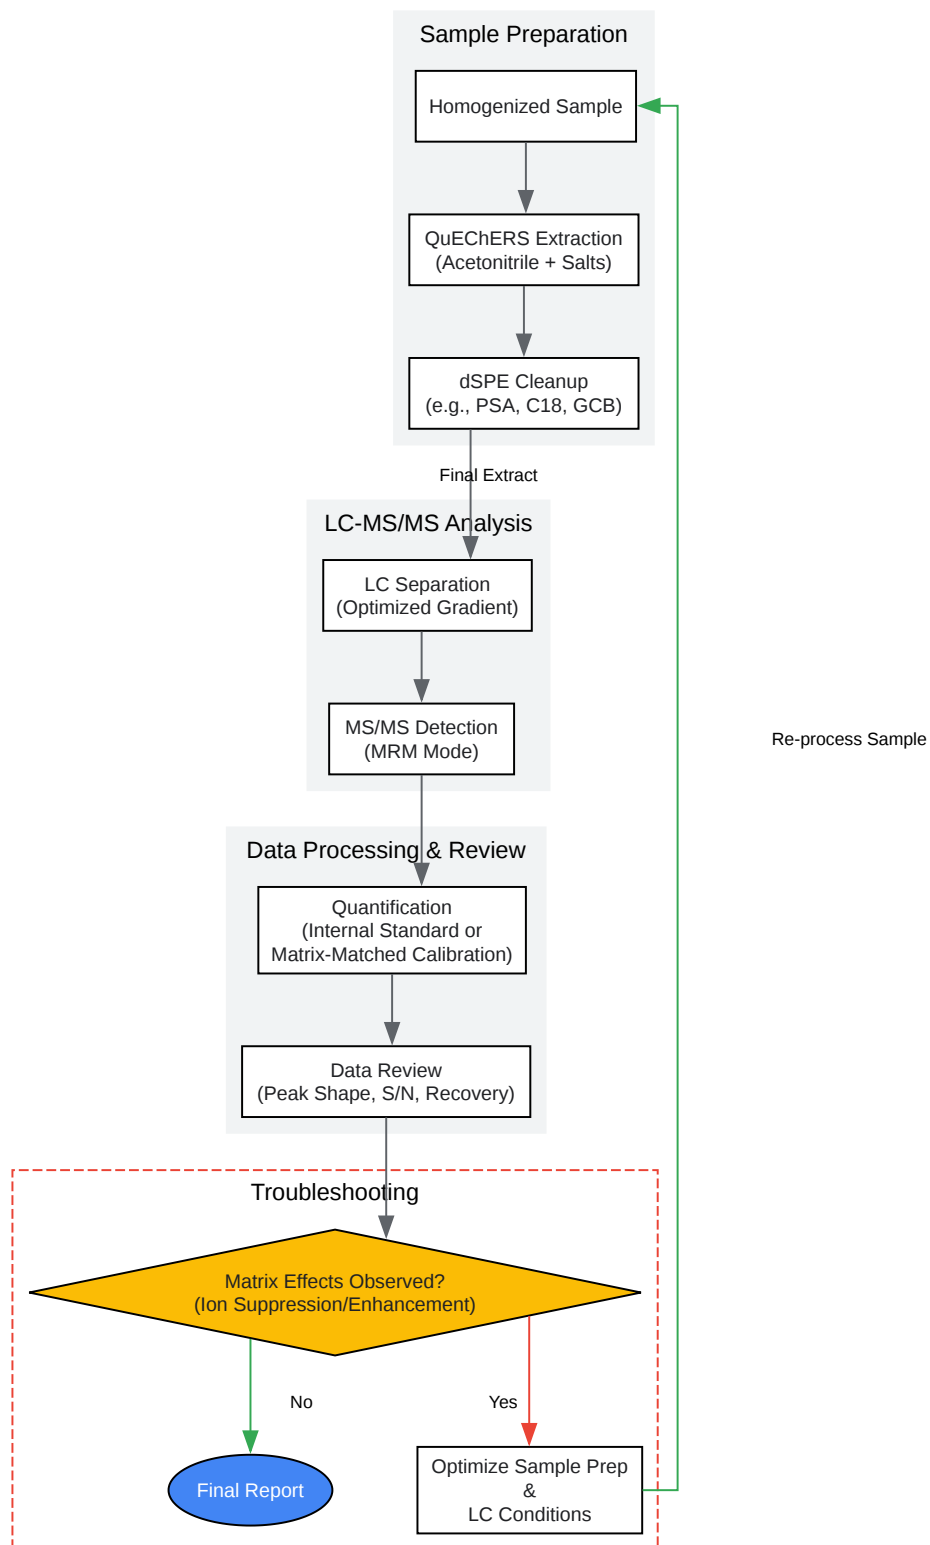 Sample Preparation
Homogenized Sample
QuEChERS Extraction
(Acetonitrile + Salts)
dSPE Cleanup
(e.g., PSA, C18, GCB)
Final Extract
LC-MS/MS Analysis
LC Separation
(Optimized Gradient)
MS/MS Detection
(MRM Mode)
Re-process Sample
Data Processing & Review
Quantification
(Internal Standard or
Matrix-Matched Calibration)
Data Review
(Peak Shape, S/N, Recovery)
Troubleshooting
Matrix Effects Observed?
(Ion Suppression/Enhancement)
No
Yes
Final Report
Optimize Sample Prep
&
LC Conditions